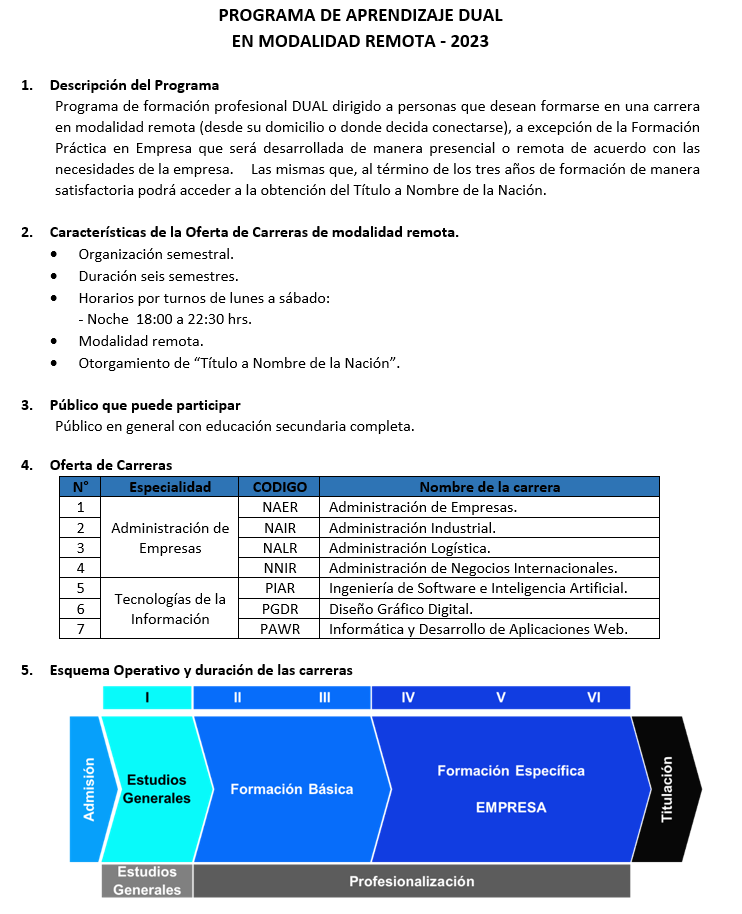 PROGRAMA DE APRENDIZAJE DUAL
EN MODALIDAD REMOTA - 2023
1. Descripción del Programa
Programa de formación profesional DUAL dirigido a personas que desean formarse en una carrera
en modalidad remota (desde su domicilio o donde decida conectarse), a excepción de la Formación
Práctica en Empresa que será desarrollada de manera presencial o remota de acuerdo con las
necesidades de la empresa. Las mismas que, al término de los tres años de formación de manera
satisfactoria podrá acceder a la obtención del Título a Nombre de la Nación.
2. Características de la Oferta de Carreras de modalidad remota.
• Organización semestral.
• Duración seis semestres.
• Horarios por turnos de lunes a sábado:
- Noche 18:00 a 22:30 hrs.
• Modalidad remota.
• Otorgamiento de “Título a Nombre de la Nación”.
3. Público que puede participar
Público en general con educación secundaria completa.
4. Oferta de Carreras
N° Especialidad CODIGO Nombre de la carrera
1 NAER Administración de Empresas.
Administración de
2 NAIR Administración Industrial.
Empresas
3 NALR Administración Logística.
4 NNIR Administración de Negocios Internacionales.
5 PIAR Ingeniería de Software e Inteligencia Artificial.
Tecnologías de la
6 PGDR Diseño Gráfico Digital.
Información
7 PAWR Informática y Desarrollo de Aplicaciones Web.
5. Esquema Operativo y duración de las carreras
I II III IV V VI
Admisión
Estudios
Generales
Formación Básica
Formación Específica
EMPRESA
Titulación
Estudios
Generales
Profesionalización